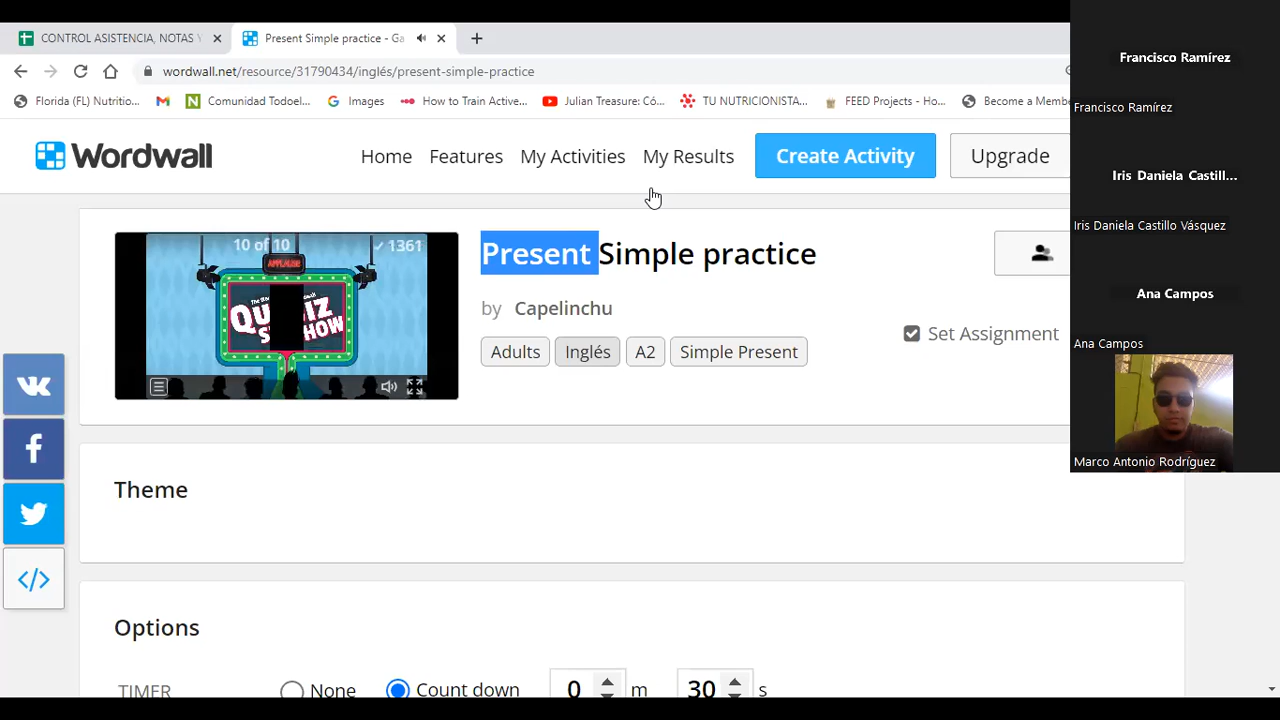 CONTROL ASISTENCIA, NOTAS Y
Present Simple practice - Ga
wordwall.net/resource/31790434/inglés/present-simple-practice
Florida (FL) Nutritio...
Comunidad Todoel...
Images
How to Train Active...
Julian Treasure: Có...
TU NUTRICIONISTA...
FEED Projects - Ho...
Become a Membe
Wordwall
Home
Features
My Activities
My Results
Create Activity
Upgrade
10 of 10
1361
APPLAUSE
Present Simple practice
by Capelinchu
Adults
Inglés
A2
Simple Present
Set Assignment
Theme
Options
TIMER
None
Count down
0 m
30 s
Francisco Ramírez
Francisco Ramírez
Iris Daniela Castill...
Iris Daniela Castillo Vásquez
Ana Campos
Ana Campos
Marco Antonio Rodríguez